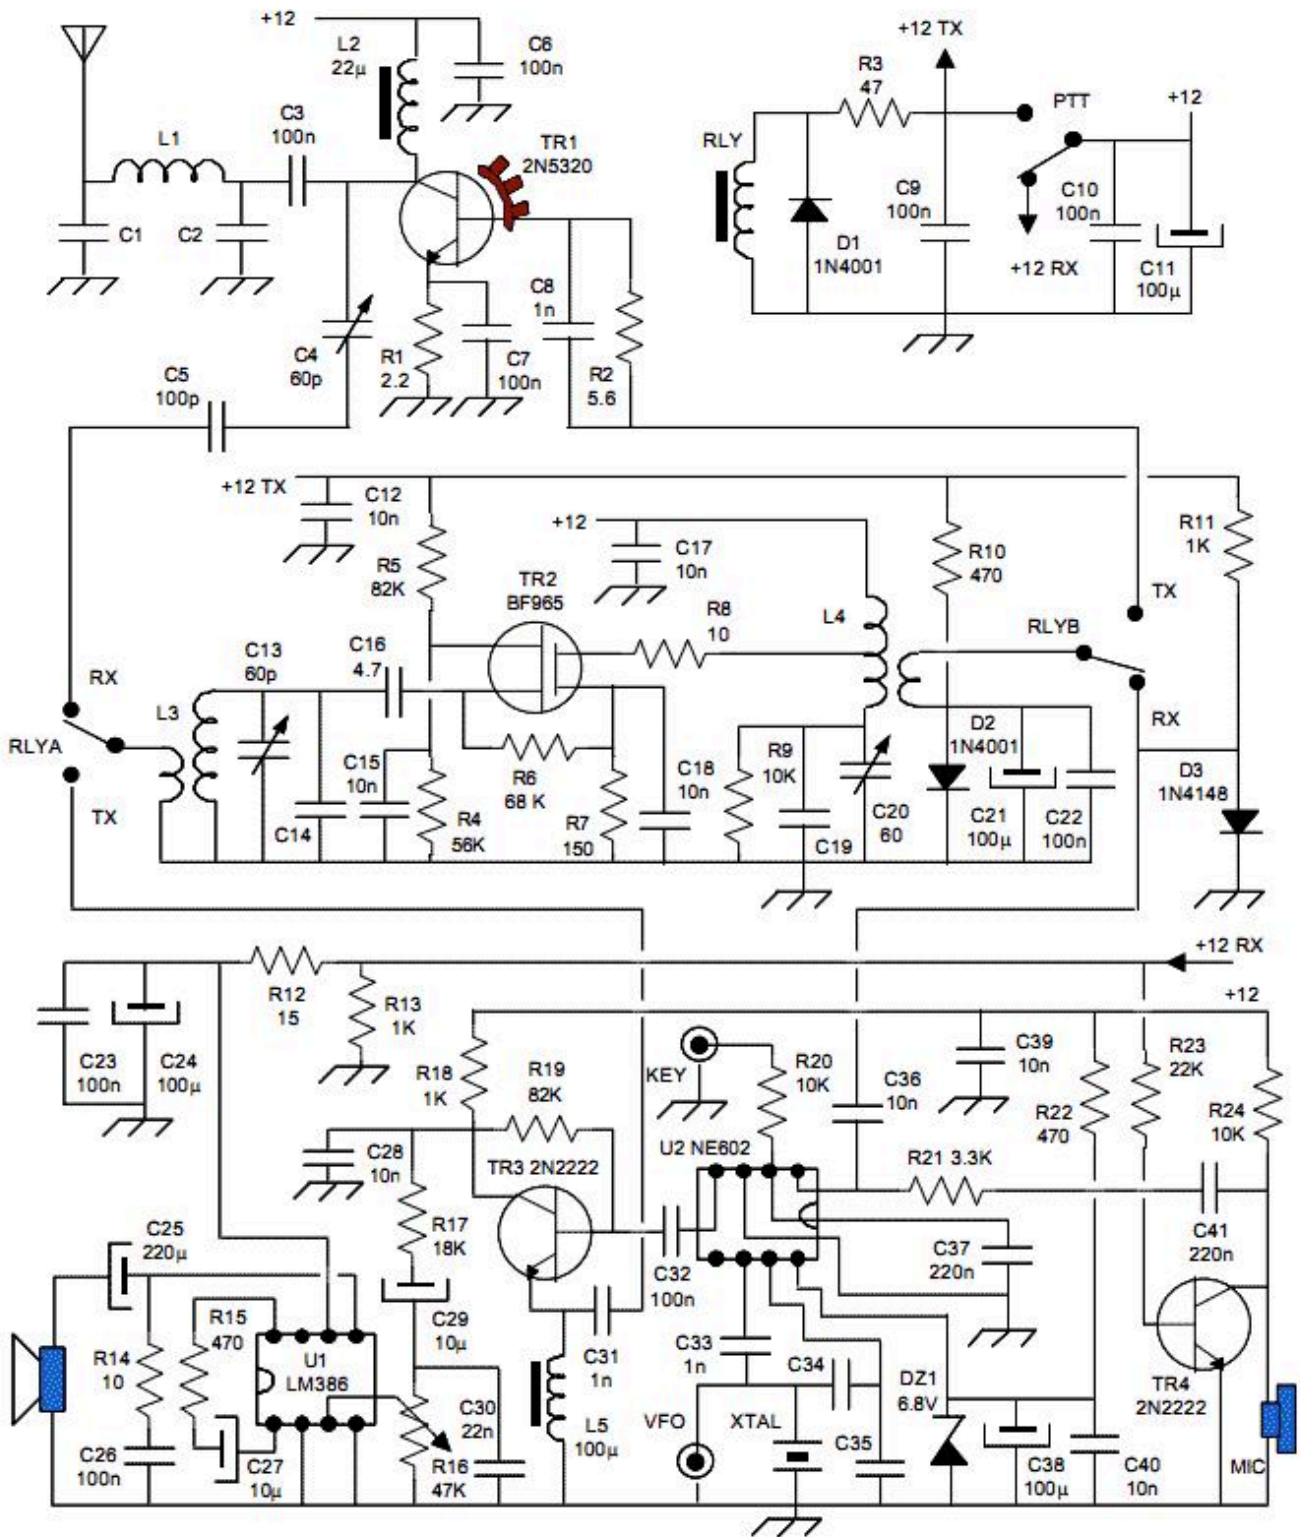 +12
L2
22µ
C6
100n
C3
100n
L1
TR1
2N5320
C1
C2
C8
1n
C4
60p
R1
2.2
C7
100n
R2
5.6
C5
100p
+12 TX
R3
47
PTT
+12
RLY
C9
100n
C10
100n
D1
1N4001
+12 RX
C11
100µ
+12 TX
C12
10n
+12
C17
10n
R5
82K
TR2
BF965
R8
10
L4
R10
470
R11
1K
TX
RLYB
RX
RX
C13
60p
C16
4.7
L3
RLYA
TX
C15
10n
C14
R6
68 K
R4
56K
R7
150
C18
10n
R9
10K
C20
60
C19
D2
1N4001
C21
100µ
C22
100n
D3
1N4148
+12 RX
+12
R12
15
R13
1K
C23
100n
C24
100µ
R18
1K
R19
82K
KEY
R20
10K
C36
10n
C39
10n
R22
470
R23
22K
R24
10K
C28
10n
TR3 2N2222
U2 NE602
R21 3.3K
R17
18K
C25
220µ
C32
100n
C37
220n
C41
220n
R15
470
U1
LM386
C29
10µ
R14
10
C31
1n
C33
1n
C34
DZ1
6.8V
TR4
2N2222
C26
100n
C27
10µ
R16
47K
C30
22n
L5
100µ
VFO
XTAL
C35
C38
100µ
C40
10n
MIC